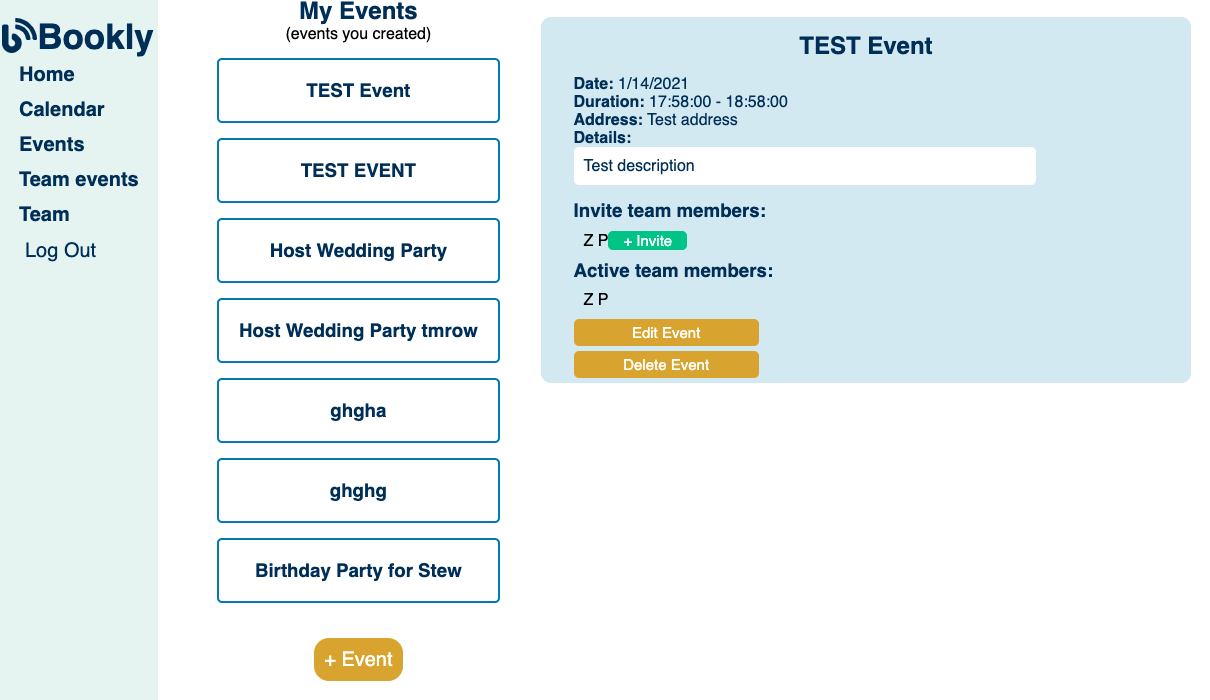 Bookly
Home
Calendar
Events
Team events
Team
Log Out
My Events
(events you created)
TEST Event
TEST EVENT
Host Wedding Party
Host Wedding Party tmrow
ghgha
ghghg
Birthday Party for Stew
+ Event
TEST Event
Date: 1/14/2021
Duration: 17:58:00 - 18:58:00
Address: Test address
Details:
Test description
Invite team members:
Z P + Invite
Active team members:
Z P
Edit Event
Delete Event